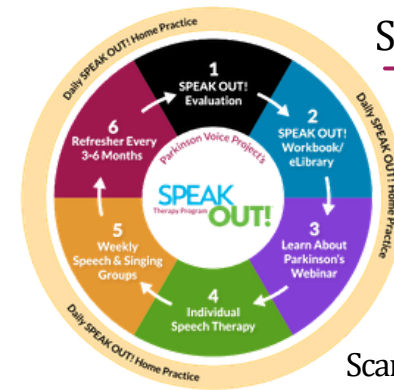 Daily SPEAK OUT! Home Practice
1
SPEAK OUT!
Evaluation
2
SPEAK OUT!
Workbook/
eLibrary
3
Learn About
Parkinson's
Webinar
4
Individual
Speech Therapy
5
Weekly
Speech & Singing
Groups
6
Refresher Every
3-6 Months
Parkinson Voice Project's
SPEAK
Therapy Program
OUT!
Daily SPEAK OUT! Home Practice
Daily SPEAK OUT! Home Practice
S
Scan